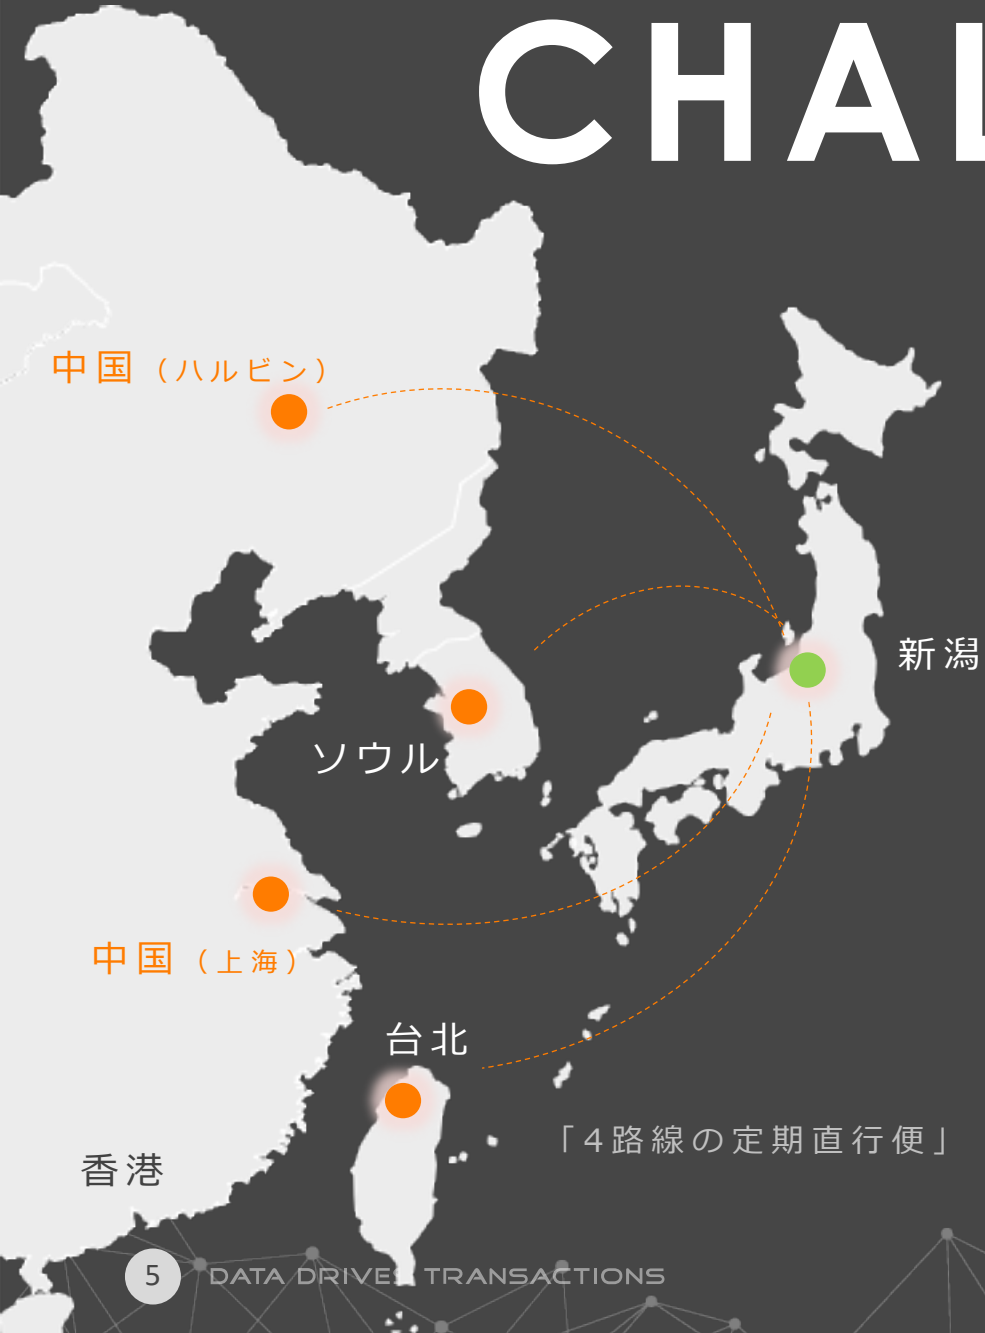 CHAL
中国（ハルビン）
新潟
ソウル
中国（上海）
台北
「4路線の定期直行便」
香港
5 DATA DRIVES TRANSACTIONS